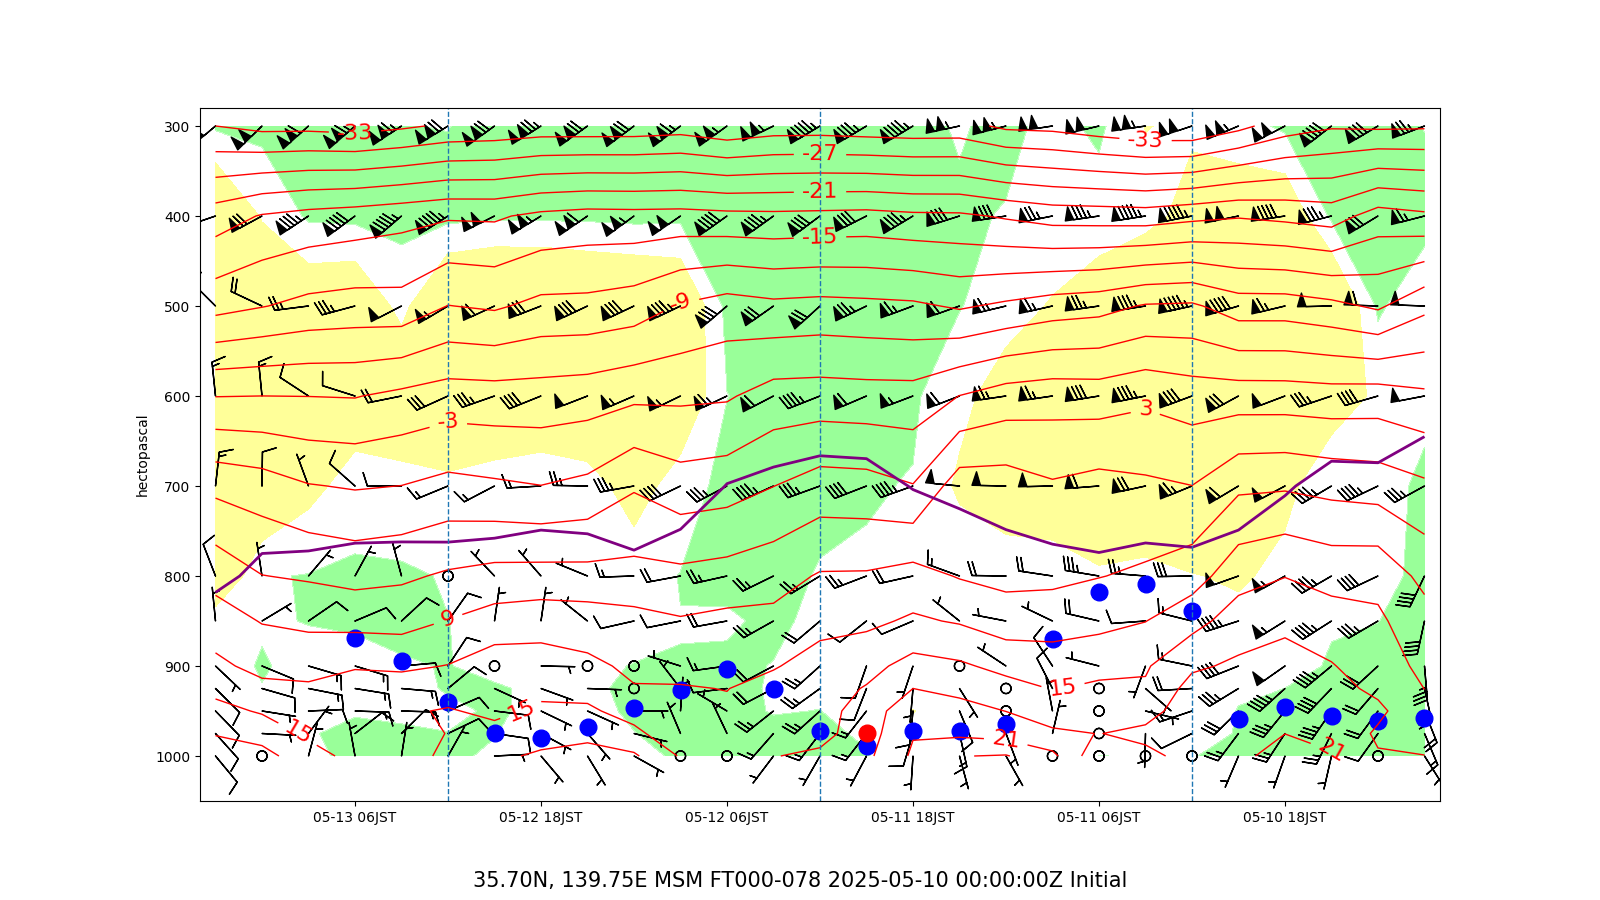 300
400
500
600
700
800
900
1000
hectopascal
-33
-33
-27
-21
-15
-9
-3
3
9
15
15
15
21
21
05-13 06JST
05-12 18JST
05-12 06JST
05-11 18JST
05-11 06JST
05-10 18JST
35.70N, 139.75E MSM FT000-078 2025-05-10 00:00:00Z Initial